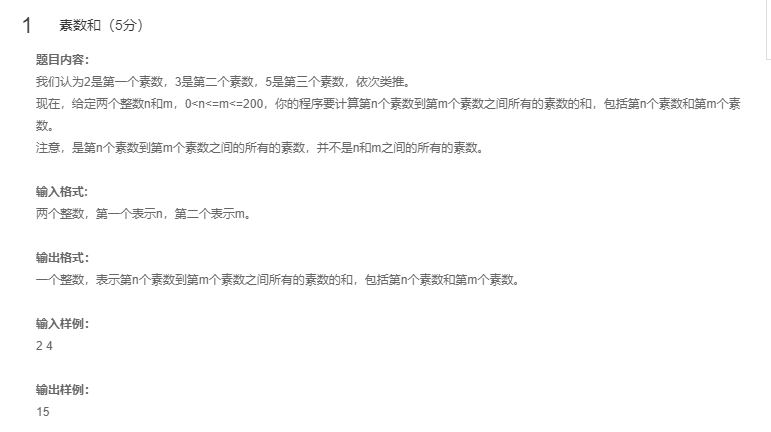 1 素数和（5分）
题目内容：
我们认为2是第一个素数，3是第二个素数，5是第三个素数，依次类推。
现在，给定两个整数n和m，0<n<=m<=200，你的程序要计算第n个素数到第m个素数之间所有的素数的和，包括第n个素数和第m个素
数。
注意，是第n个素数到第m个素数之间的所有的素数，并不是n和m之间的所有的素数。
输入格式:
两个整数，第一个表示n，第二个表示m。
输出格式：
一个整数，表示第n个素数到第m个素数之间所有的素数的和，包括第n个素数和第m个素数。
输入样例：
2 4
输出样例：
15